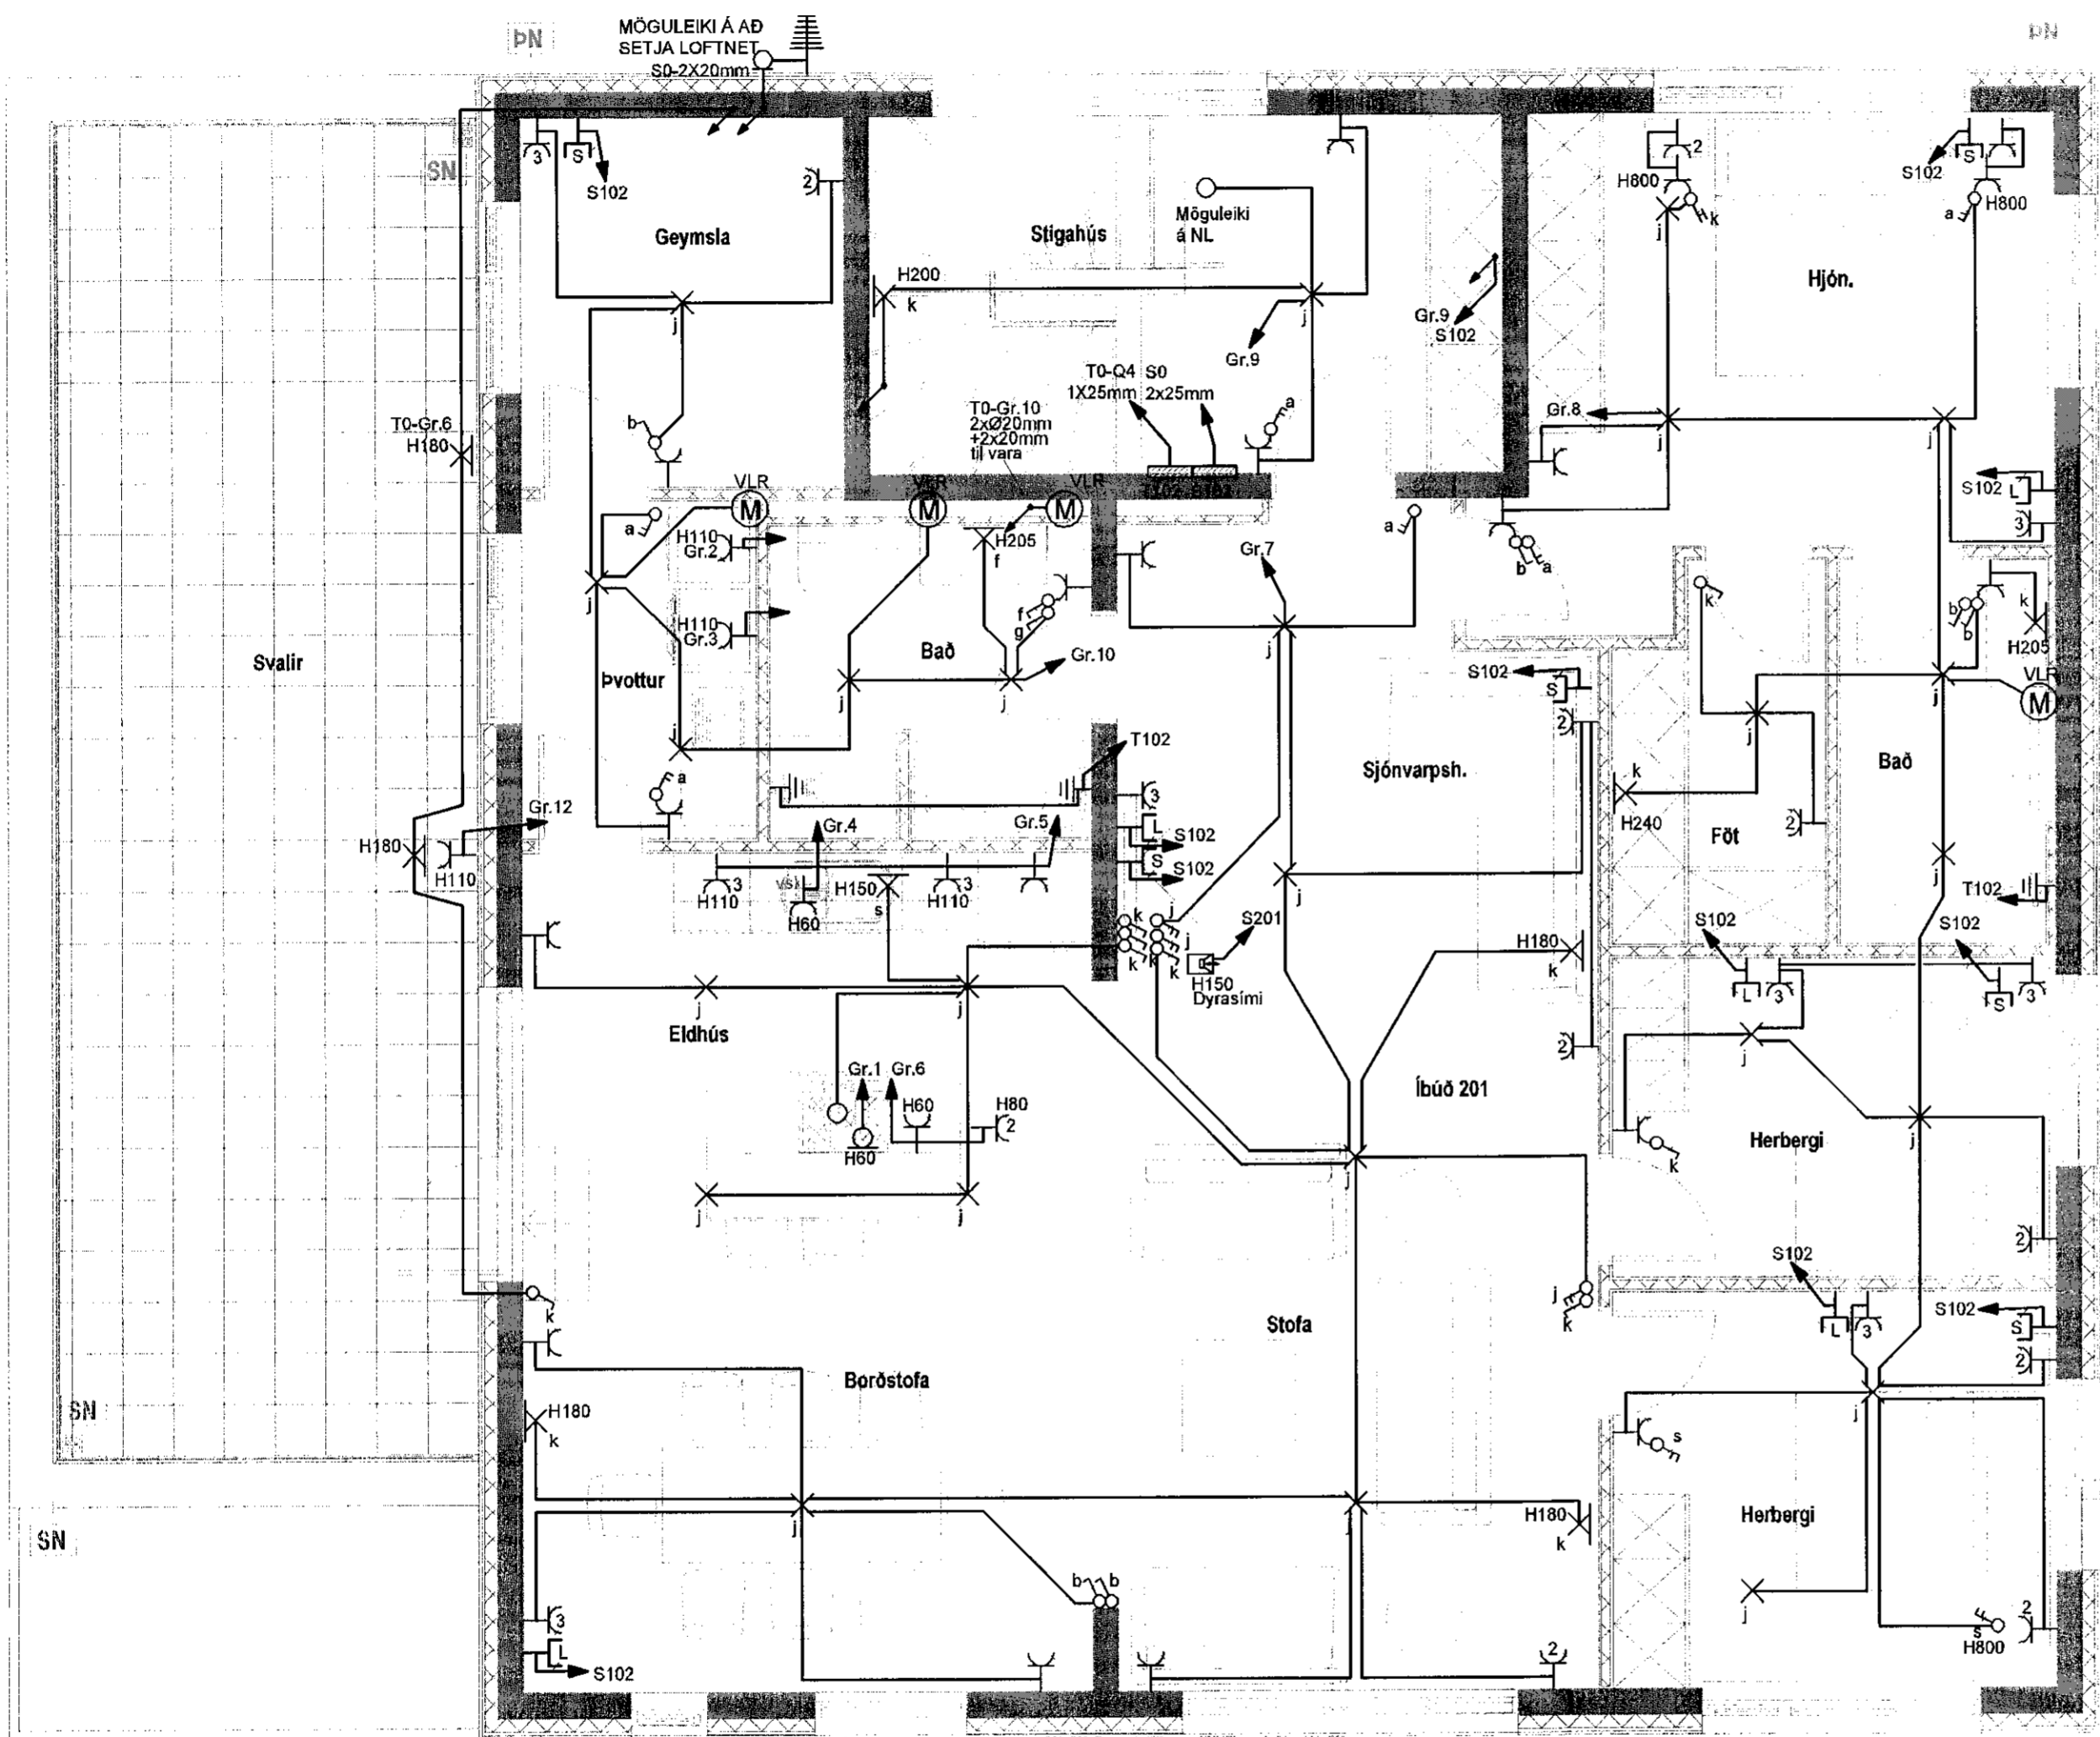 ÞN
MÖGULEIKI Á AÐ
SETJA LOFTNET
S0-2X20mm
ÞN
SN
3
S
S102
2
Geymsla
Stigahús
Möguleiki
á NL
H200
k
j
j
Gr.9
Gr.9
S102
2
H800
k
j
S
S102
H800
a
Hjón.
T0-Q4 S0
1X25mm 2x25mm
T0-Gr.10
2xØ20mm
+2x20mm
til vara
a
b
Gr.8
j
j
T0-Gr.6
H180
VLR
M
VLR
M
VLR
M
S102
L
3
a
H110
Gr.2
H205
f
a
b
a
Gr.7
j
H110
Gr.3
f
g
j
k
b
b
k
H205
Svalir
Þvottur
Bað
Gr.10
j
j
j
S102
S
2
j
VLR
M
j
T102
Sjónvarpsh.
k
H240
Föt
Bað
2
a
3
L
S102
S
S102
Gr.12
H180
H110
Gr.4
Gr.5
3
H110
VSI
H60
H150
s
3
H110
j
j
T102
k
k
j
j
k
k
S201
H150
Dyrasími
H180
k
S102
S102
L
3
S
3
j
j
Eldhús
Gr.1 Gr.6
H60
H60
H80
2
2
Íbúð 201
j
Herbergi
k
j
j
j
j
2
k
Stofa
j
k
S102
L
3
S102
S
2
Borðstofa
H180
k
SN
s
j
SN
j
j
H180
k
Herbergi
b b
j
3
L
S102
2
s
H800
2